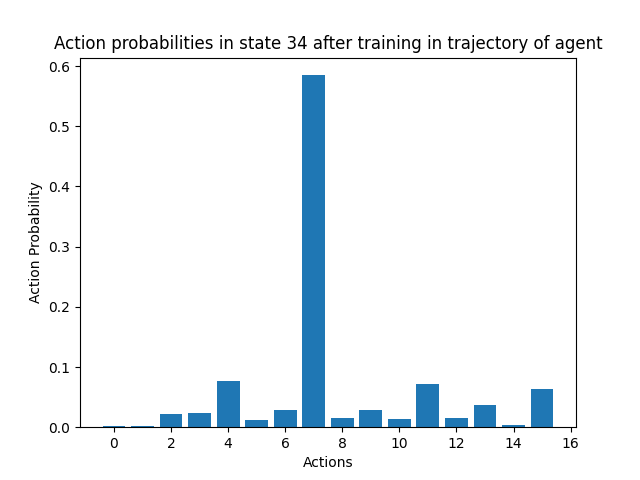 Action probabilities in state 34 after training in trajectory of agent
0.6
0.5
0.4
0.3
0.2
0.1
0.0
Action Probability
0 2 4 6 8 10 12 14 16
Actions